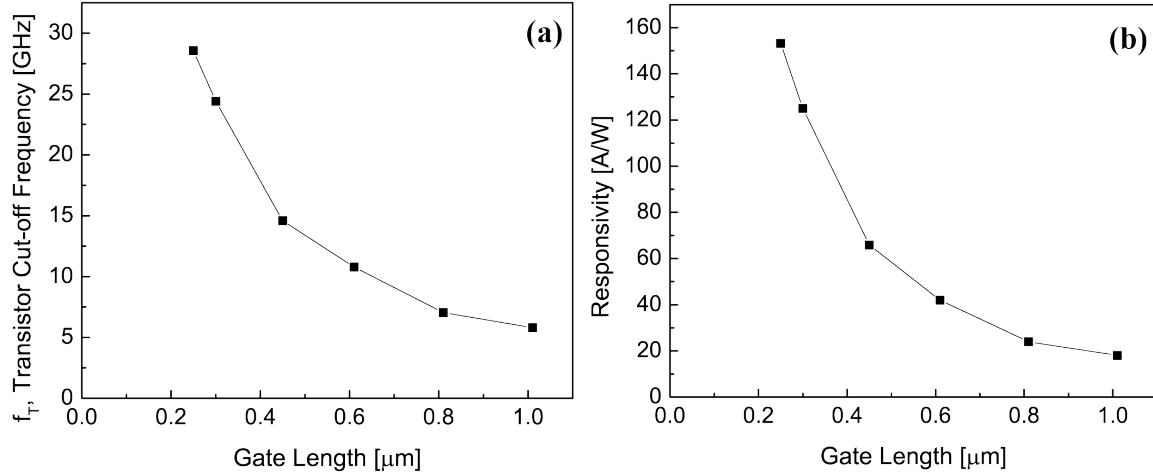 (a)
f_T, Transistor Cut-off Frequency [GHz]
30
25
20
15
10
5
0
0.0 0.2 0.4 0.6 0.8 1.0
Gate Length [μm]
(b)
Responsivity [A/W]
160
140
120
100
80
60
40
20
0
0.0 0.2 0.4 0.6 0.8 1.0
Gate Length [μm]